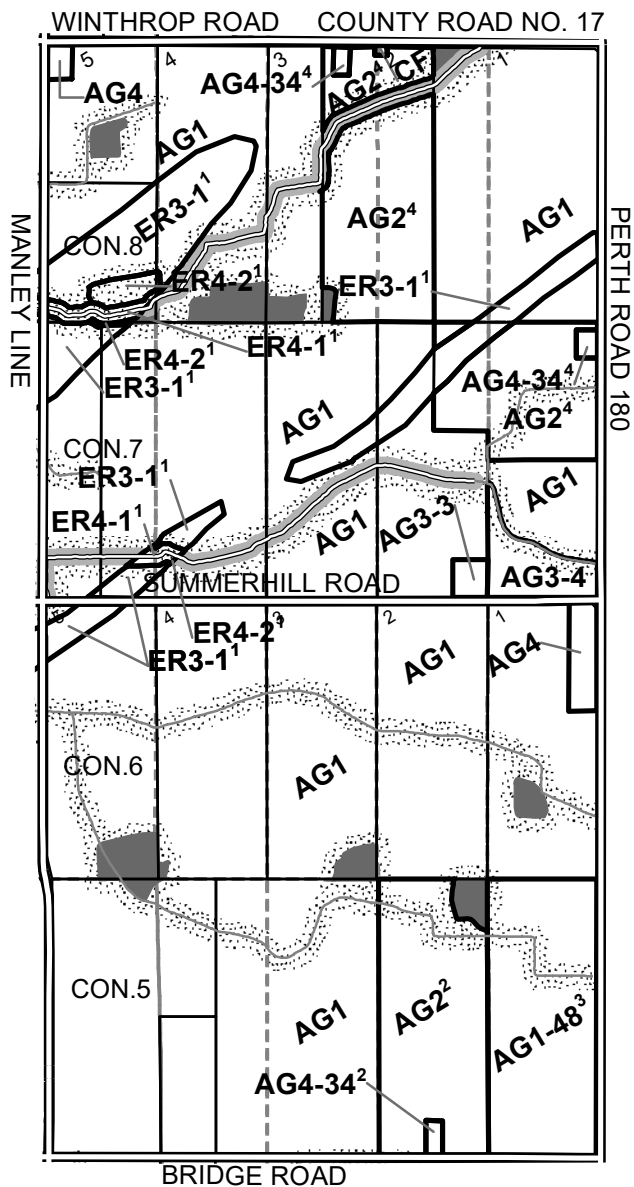 WINTHROP ROAD COUNTY ROAD NO. 17
5 4 3 2 1
AG4
AG4-34⁴
AG2⁴
CF
AG1
ER3-1¹
AG2⁴
AG1
CON.8
ER4-2¹
ER3-1¹
MANLEY LINE
PERTH 180
ER4-1¹
ER4-2¹
ER3-1¹
AG4-34⁴
AG2⁴
AG1
CON.7
ER3-1¹
AG1
ER4-1¹
AG1
AG3-3
SUMMERHILL ROAD
AG3-4
5 4 3 2 1
ER4-2¹
ER3-1¹
AG1
AG4
CON.6
AG1
CON.5
AG1
AG2²
AG1-48³
AG4-34²
BRIDGE ROAD